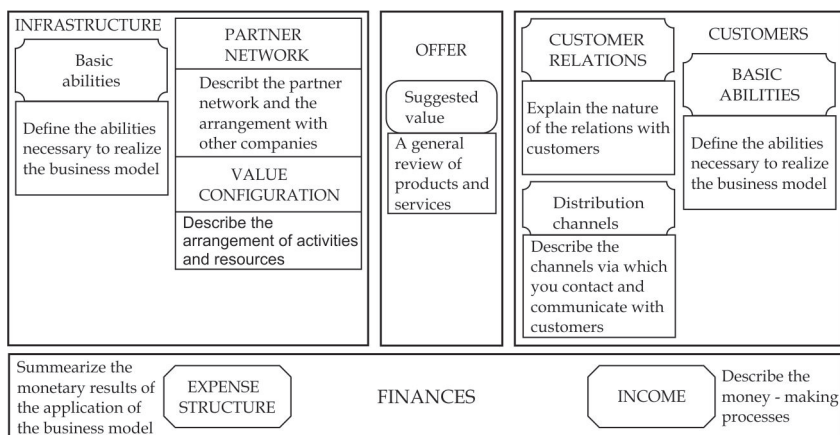 INFRASTRUCTURE
Basic
abilities
Define the abilities
necessary to realize
the business model
PARTNER
NETWORK
Describt the partner
network and the
arrangement with
other companies
VALUE
CONFIGURATION
Describe the
arrangement of activities
and resources
OFFER
Suggested
value
A general
review of
products and
services
CUSTOMER
RELATIONS
Explain the nature
of the relations with
customers
Distribution
channels
Describe the
channels via which
you contact and
communicate with
customers
CUSTOMERS
BASIC
ABILITIES
Define the abilities
necessary to realize
the business model
Summearize the
monetary results of
the application of
the business model
EXPENSE
STRUCTURE
FINANCES
INCOME
Describe the
money - making
processes